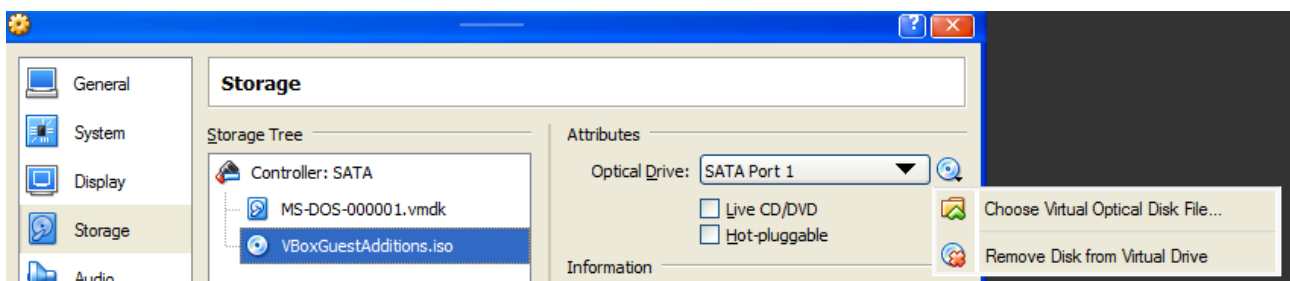 ?
General
Storage
System
Storage Tree
Attributes
Controller: SATA
Optical Drive: SATA Port 1
Display
MS-DOS-000001.vmdk
Live CD/DVD
Choose Virtual Optical Disk File...
Storage
VBoxGuestAdditions.iso
Hot-pluggable
Remove Disk from Virtual Drive
Information
Audio